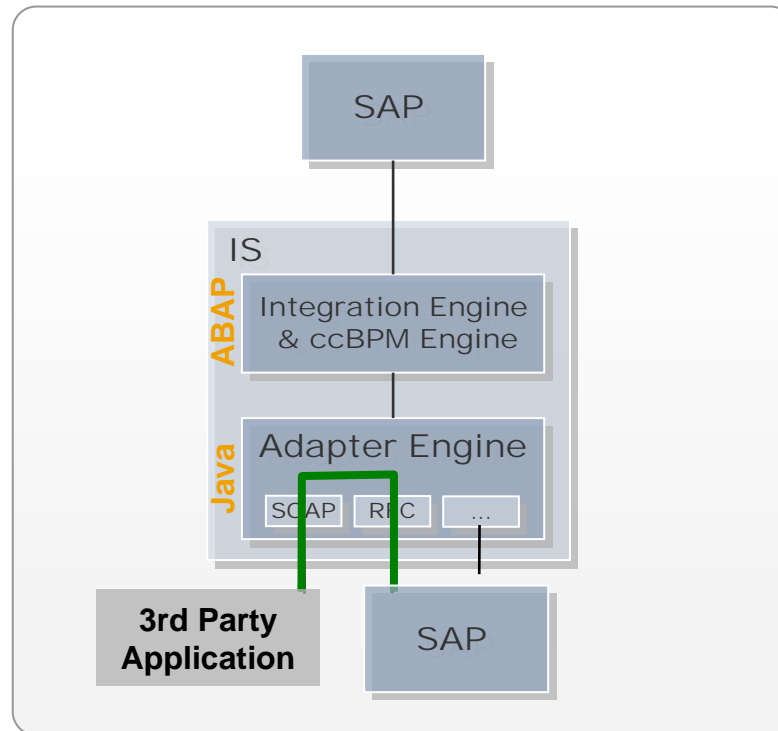 SAP
IS
ABAP
Integration Engine
& ccBPM Engine
Java
Adapter Engine
SOAP
RFC
...
3rd Party
Application
SAP